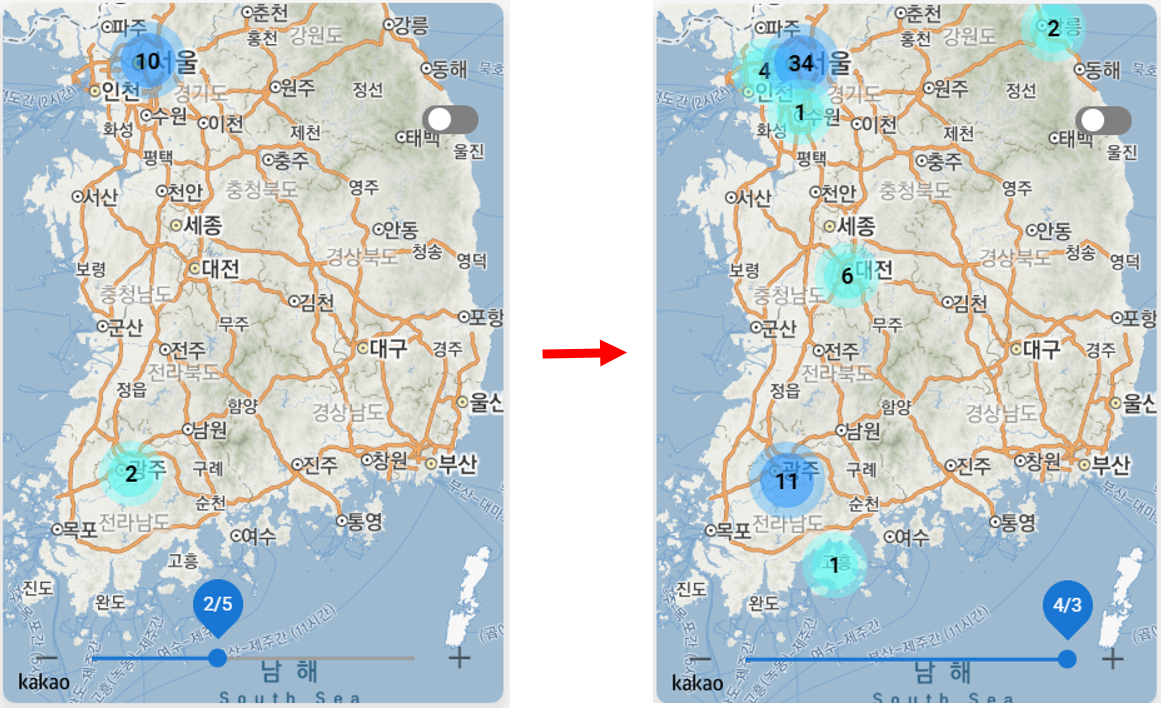 파주
춘천
강릉
홍천
강원도
10
서울
동해
묵호
인천
경기도
원주
정선
경도간 (2시간)
수원
화성
이천
제천
태백
울진
평택
충주
서산
천안
충청북도
영주
세종
안동
청송
보령
대전
경상북도
영덕
충청남도
김천
군산
무주
포항
전주
대구
경주
전라북도
정읍
함양
경상남도
울산
남원
2
광주
구례
진주
창원
부산
순천
목포
전라남도
여수
통영
고흥
진도
완도
2/5
남 해
South Sea
kakao
파주
춘천
2
릉
홍천
강원도
4
34
서울
동해
묵호
인천
경기도
원주
정선
1
수원
화성
이천
제천
태백
울진
평택
충주
서산
천안
충청북도
영주
세종
안동
청송
보령
6
대전
경상북도
영덕
충청남도
김천
군산
무주
포항
전주
대구
경주
전라북도
정읍
함양
경상남도
울산
남원
11
광주
구례
진주
창원
부산
순천
목포
전라남도
여수
통영
1
고흥
진도
완도
4/3
남 해
South Sea
kakao